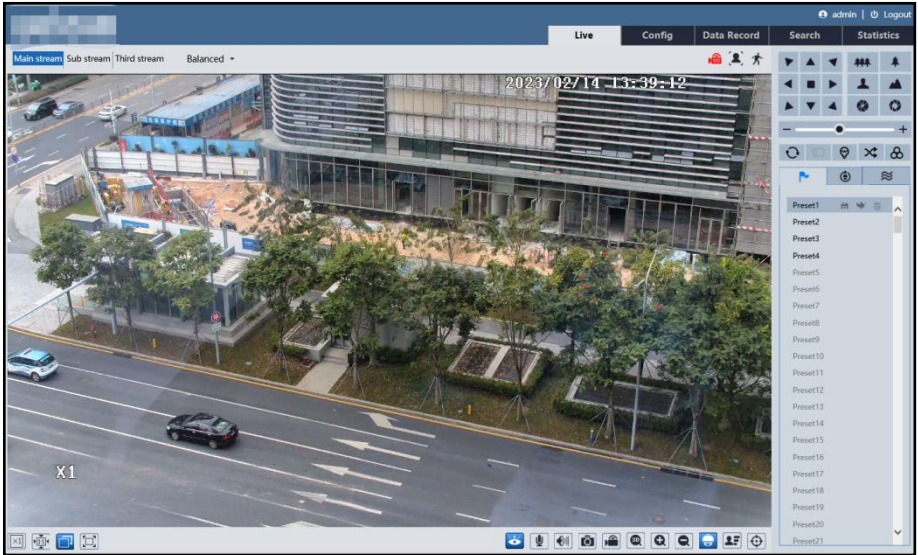 admin | Logout
Live Config Data Record Search Statistics
Main stream Sub stream Third stream Balanced
2023/02/14 13:39:12
X1
Preset1
Preset2
Preset3
Preset4
Preset5
Preset6
Preset7
Preset8
Preset9
Preset10
Preset11
Preset12
Preset13
Preset14
Preset15
Preset16
Preset17
Preset18
Preset19
Preset20
Preset21